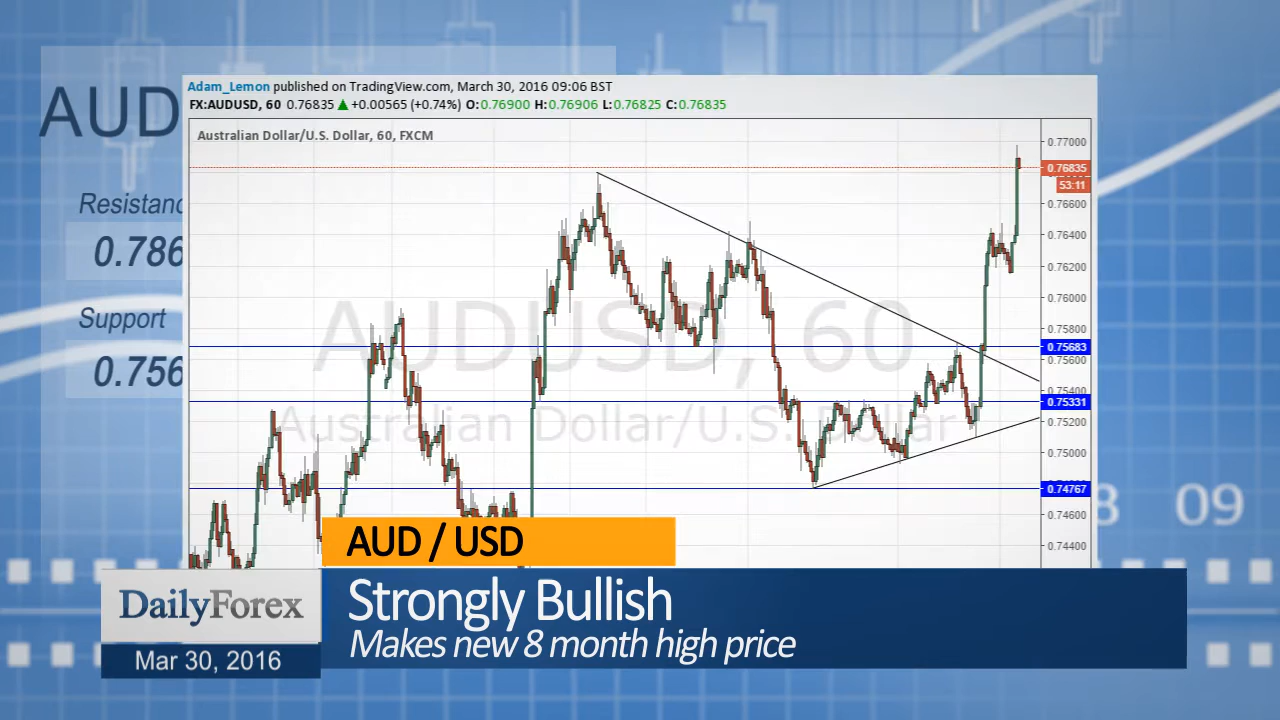 AUD
Resistanc
0.786
Support
0.756
Adam_Lemon published on TradingView.com, March 30, 2016 09:06 BST
FX:AUDUSD, 60 0.76835 ▲ +0.00565 (+0.74%) O:0.76900 H:0.76906 L:0.76825 C:0.76835
Australian Dollar/U.S. Dollar, 60, FXCM
AUDUSD, 60
Australian Dollar/U.S. Dollar
0.77000
0.76835
53:11
0.76600
0.76400
0.76200
0.76000
0.75800
0.75683
0.75600
0.75400
0.75331
0.75200
0.75000
0.74767
0.74600
0.74400
8 09
AUD / USD
DailyForex
Strongly Bullish
Makes new 8 month high price
Mar 30, 2016